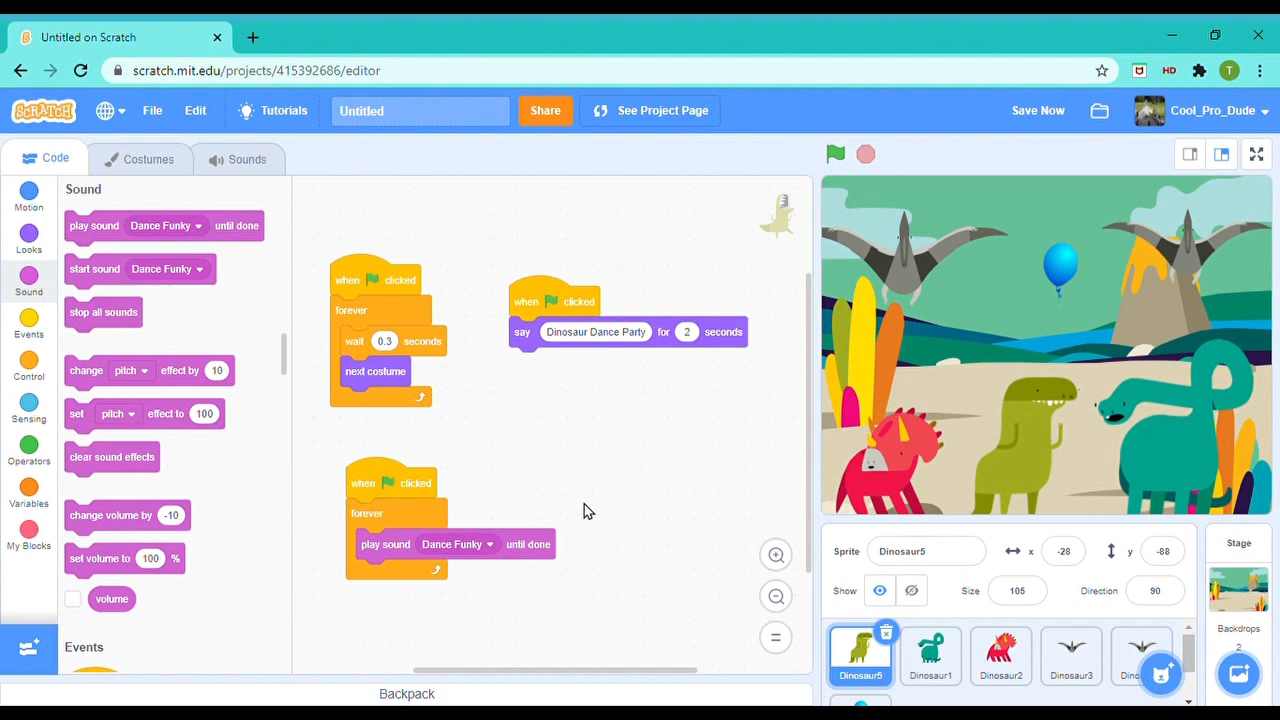 Untitled on Scratch
scratch.mit.edu/projects/415392686/editor
HD
T
SCRATCH
File
Edit
Tutorials
Untitled
Share
See Project Page
Save Now
Cool_Pro_Dude
Code
Costumes
Sounds
Motion
Looks
Sound
Events
Control
Sensing
Operators
Variables
My Blocks
Sound
play sound Dance Funky until done
start sound Dance Funky
stop all sounds
change pitch effect by 10
set pitch effect to 100
clear sound effects
change volume by -10
set volume to 100 %
volume
Events
when clicked
forever
wait 0.3 seconds
next costume
when clicked
say Dinosaur Dance Party for 2 seconds
when clicked
forever
play sound Dance Funky until done
Backpack
Sprite Dinosaur5 x -28 y -88
Show Size 105 Direction 90
Dinosaur5
Dinosaur1
Dinosaur2
Dinosaur3
Stage
Backdrops
2